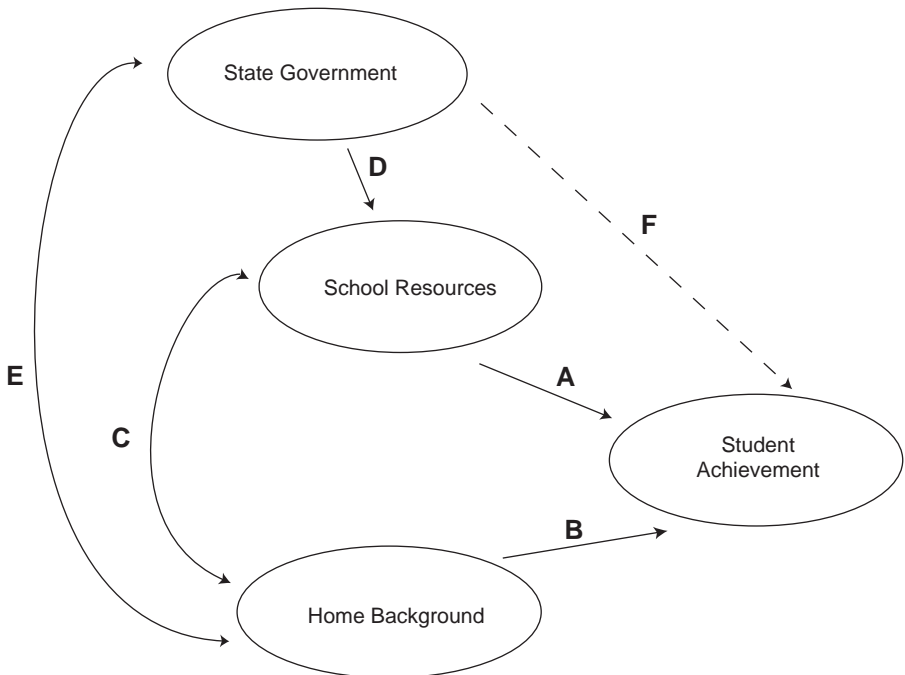 State Government
D
F
School Resources
E
A
C
Student
Achievement
B
Home Background